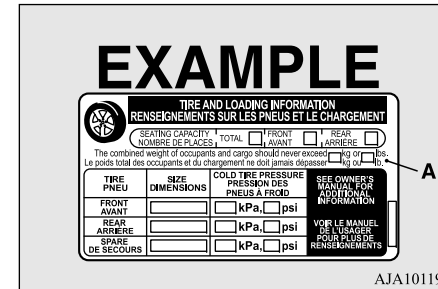 EXAMPLE
TIRE AND LOADING INFORMATION
RENSEIGNEMENTS SUR LES PNEUS ET LE CHARGEMENT
SEATING CAPACITY
NOMBRE DE PLACES
TOTAL
FRONT
AVANT
REAR
ARRIÈRE
The combined weight of occupants and cargo should never exceed kg or lbs.
Le poids total des occupants et du chargement ne doit jamais dépasser kg ou lb.
A
TIRE
PNEU
SIZE
DIMENSIONS
COLD TIRE PRESSURE
PRESSION DES
PNEUS À FROID
SEE OWNER'S
MANUAL FOR
ADDITIONAL
INFORMATION
FRONT
AVANT
kPa, psi
REAR
ARRIÈRE
kPa, psi
SPARE
DE SECOURS
kPa, psi
VOIR LE MANUEL
DE L'USAGER
POUR PLUS DE
RENSEIGNEMENTS
AJA10119